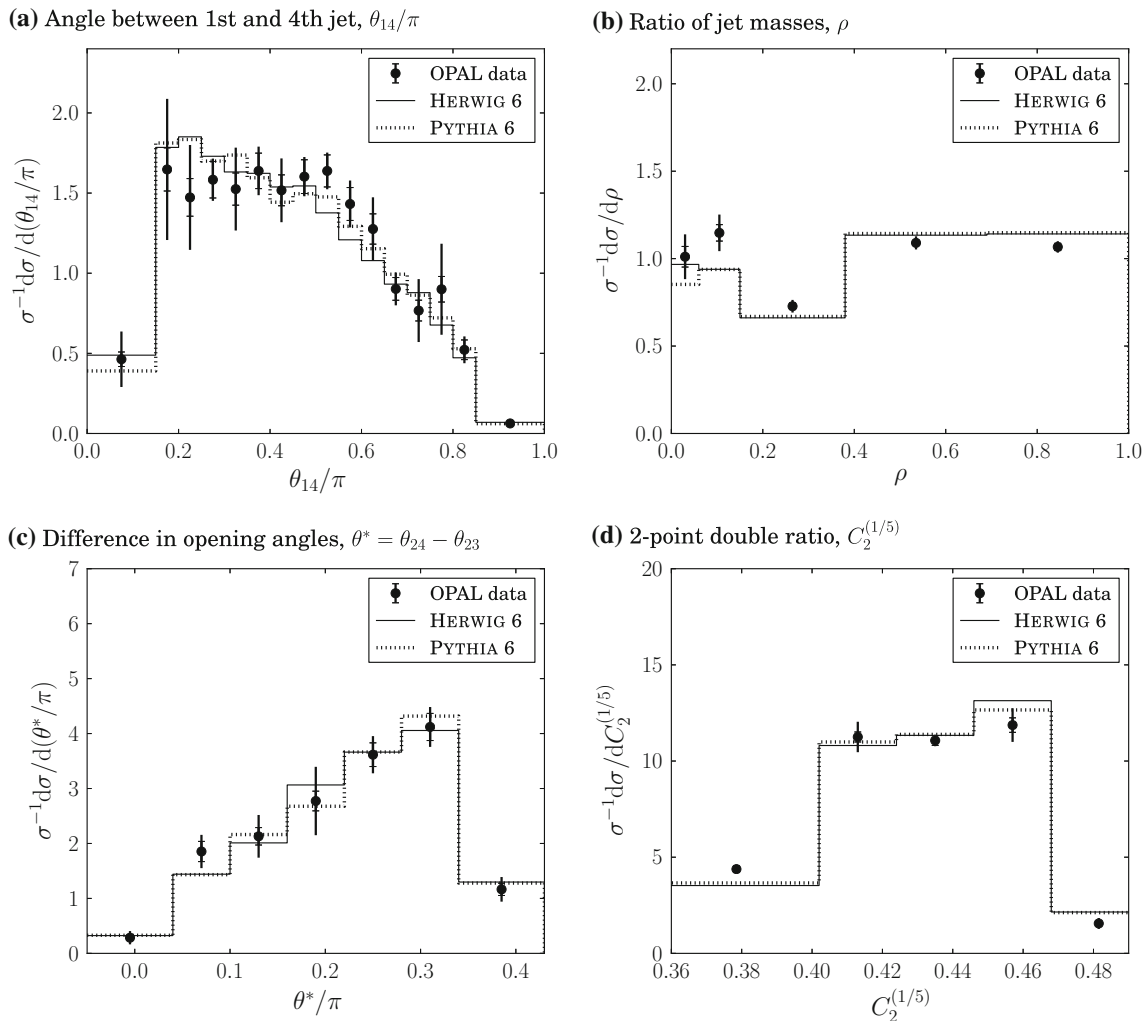 (a) Angle between 1st and 4th jet, θ₁₄/π
2.0
1.5
1.0
0.5
0.0
σ⁻¹dσ/d(θ₁₄/π)
OPAL data
HERWIG 6
PYTHIA 6
0.0 0.2 0.4 0.6 0.8 1.0
θ₁₄/π
(b) Ratio of jet masses, ρ
2.0
1.5
1.0
0.5
0.0
σ⁻¹dσ/dρ
OPAL data
HERWIG 6
PYTHIA 6
0.0 0.2 0.4 0.6 0.8 1.0
ρ
(c) Difference in opening angles, θ* = θ₂₄ − θ₂₃
7
6
5
4
3
2
1
0
σ⁻¹dσ/d(θ*/π)
OPAL data
HERWIG 6
PYTHIA 6
0.0 0.1 0.2 0.3 0.4
θ*/π
(d) 2-point double ratio, C₂^(1/5)
20
15
10
5
0
σ⁻¹dσ/dC₂^(1/5)
OPAL data
HERWIG 6
PYTHIA 6
0.36 0.38 0.40 0.42 0.44 0.46 0.48
C₂^(1/5)